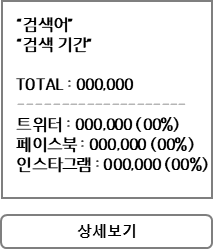 “검색어”
“검색 기간”
TOTAL : 000,000
트위터 : 000,000 (00%)
페이스북 : 000,000 (00%)
인스타그램 : 000,000 (00%)
상세보기